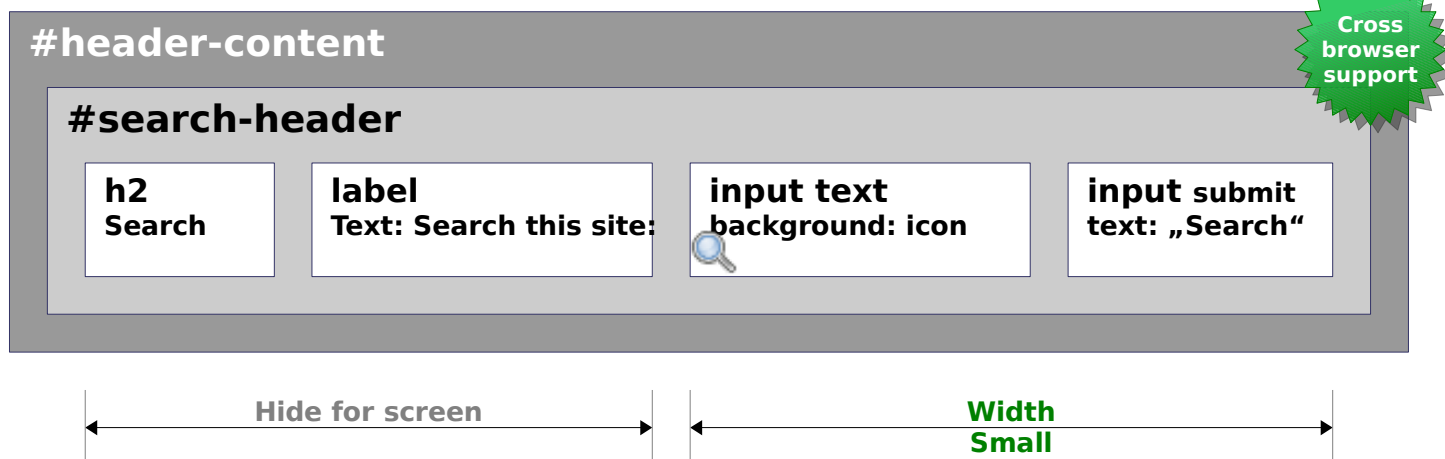 #header-content
Cross
browser
support
#search-header
h2
Search
label
Text: Search this site:
input text
background: icon
input submit
text: „Search“
Hide for screen
Width
Small